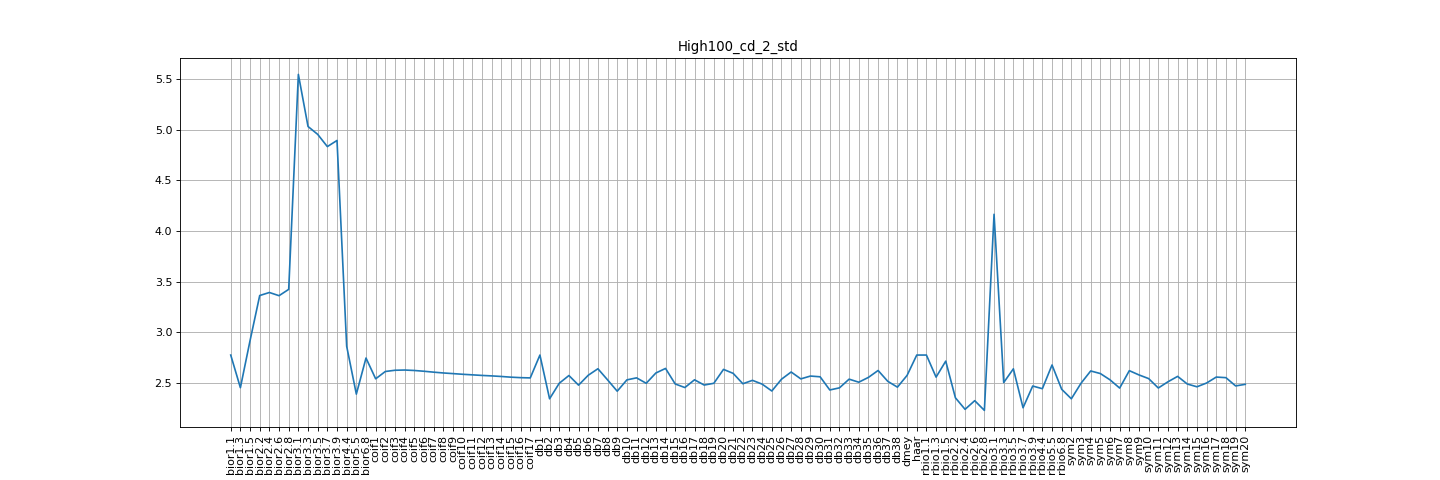 High100_cd_2_std
5.5
5.0
4.5
4.0
3.5
3.0
2.5
bior1.1
bior1.3
bior1.5
bior2.2
bior2.4
bior2.6
bior2.8
bior3.1
bior3.3
bior3.5
bior3.7
bior3.9
bior4.4
bior5.5
bior6.8
coif1
coif2
coif3
coif4
coif5
coif6
coif7
coif8
coif9
coif10
coif11
coif12
coif13
coif14
coif15
coif16
coif17
db1
db2
db3
db4
db5
db6
db7
db8
db9
db10
db11
db12
db13
db14
db15
db16
db17
db18
db19
db20
db21
db22
db23
db24
db25
db26
db27
db28
db29
db30
db31
db32
db33
db34
db35
db36
db37
db38
dmey
haar
rbio1.1
rbio1.3
rbio1.5
rbio2.2
rbio2.4
rbio2.6
rbio2.8
rbio3.1
rbio3.3
rbio3.5
rbio3.7
rbio3.9
rbio4.4
rbio5.5
rbio6.8
sym2
sym3
sym4
sym5
sym6
sym7
sym8
sym9
sym10
sym11
sym12
sym13
sym14
sym15
sym16
sym17
sym18
sym19
sym20